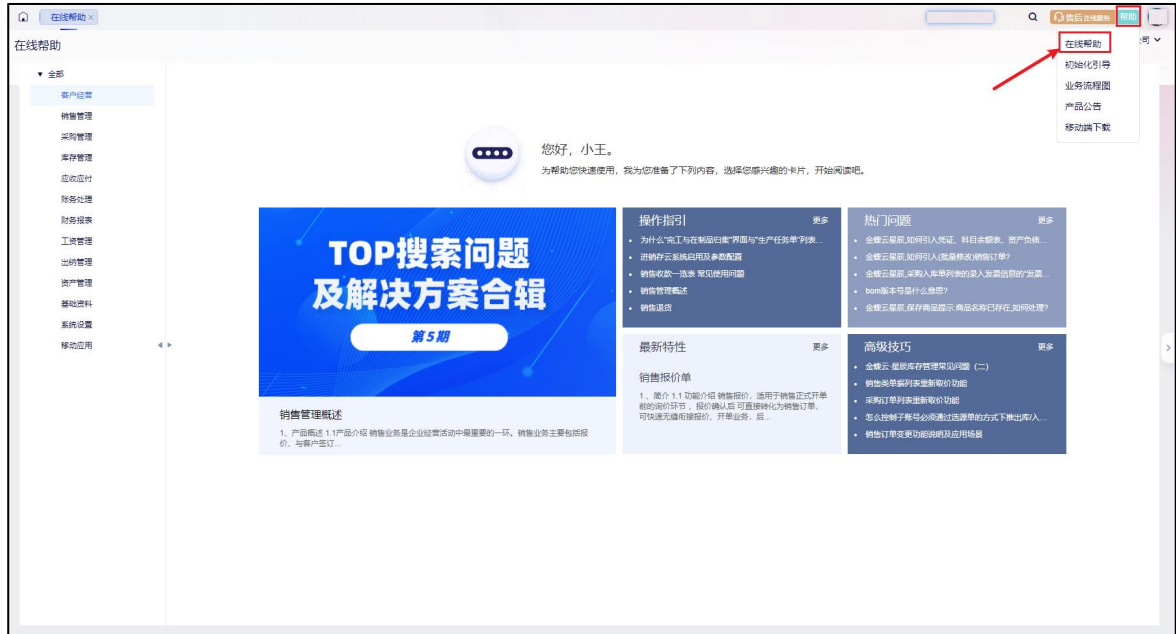 在线帮助×
售后在线服务 帮助
在线帮助
司
在线帮助
初始化引导
业务流程图
产品公告
移动端下载
全部
客户经营
销售管理
采购管理
库存管理
应收应付
账务处理
财务报表
工资管理
出纳管理
资产管理
基础资料
系统设置
移动应用
您好，小王。
为帮助您快速使用，我为您准备了下列内容，选择您感兴趣的卡片，开始阅读吧。
TOP搜索问题
及解决方案合辑
第5期
销售管理概述
1、产品概述 1.1产品介绍 销售业务是企业经营活动中最重要的一环。销售业务主要包括报
价、与客户签订...
操作指引 更多
为什么"完工与在制品归集"界面与"生产任务单"列表...
进销存云系统启用及参数配置
销售收款一览表 常见使用问题
销售管理概述
销售退货
热门问题 更多
金蝶云星辰,如何引入凭证、科目余额表、资产负债...
金蝶云星辰,如何引入(批量修改)销售订单?
金蝶云星辰,采购入库单列表的录入发票信息的"发票...
bom版本号是什么意思?
金蝶云星辰,保存商品提示:商品名称已存在,如何处理?
最新特性 更多
销售报价单
1、简介 1.1 功能介绍 销售报价，适用于销售正式开单
前的询价环节，报价确认后 可直接转化为销售订单,
可快速无缝衔接报价、开单业务，后...
高级技巧 更多
金蝶云·星辰库存管理常见问题（二）
销售类单据列表重新取价功能
采购订单列表重新取价功能
怎么控制子账号必须通过选源单的方式下推出库/入...
销售订单变更功能说明及应用场景